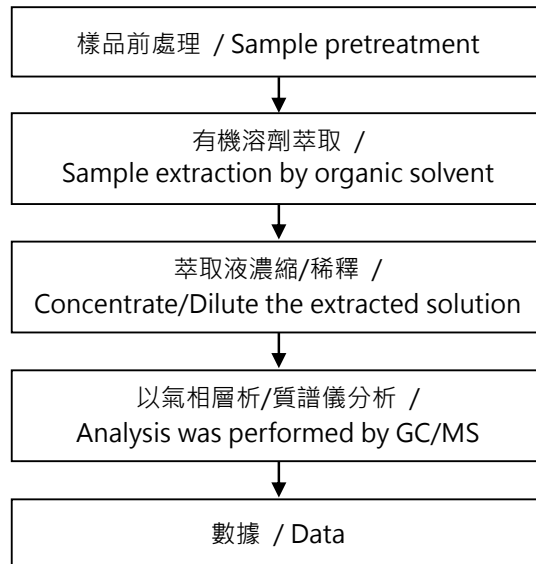 樣品前處理 / Sample pretreatment
有機溶劑萃取 /
Sample extraction by organic solvent
萃取液濃縮/稀釋 /
Concentrate/Dilute the extracted solution
以氣相層析/質譜儀分析 /
Analysis was performed by GC/MS
數據 / Data